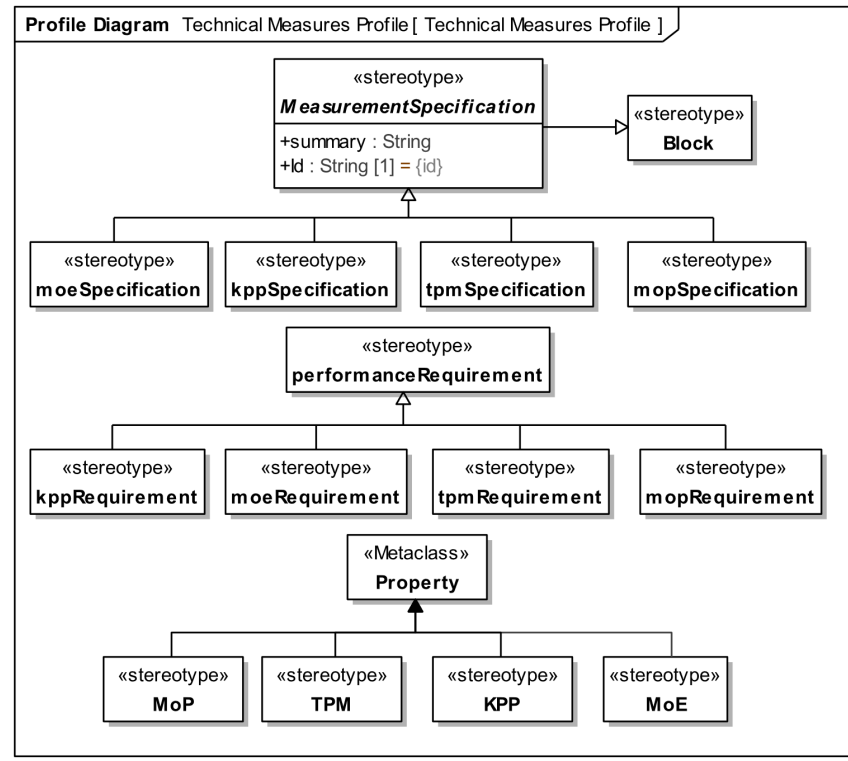 Profile Diagram Technical Measures Profile [ Technical Measures Profile ]
«stereotype»
MeasurementSpecification
+summary : String
+Id : String [1] = {id}
«stereotype»
Block
«stereotype»
moeSpecification
«stereotype»
kppSpecification
«stereotype»
tpmSpecification
«stereotype»
mopSpecification
«stereotype»
performanceRequirement
«stereotype»
kppRequirement
«stereotype»
moeRequirement
«stereotype»
tpmRequirement
«stereotype»
mopRequirement
«Metaclass»
Property
«stereotype»
MoP
«stereotype»
TPM
«stereotype»
KPP
«stereotype»
MoE